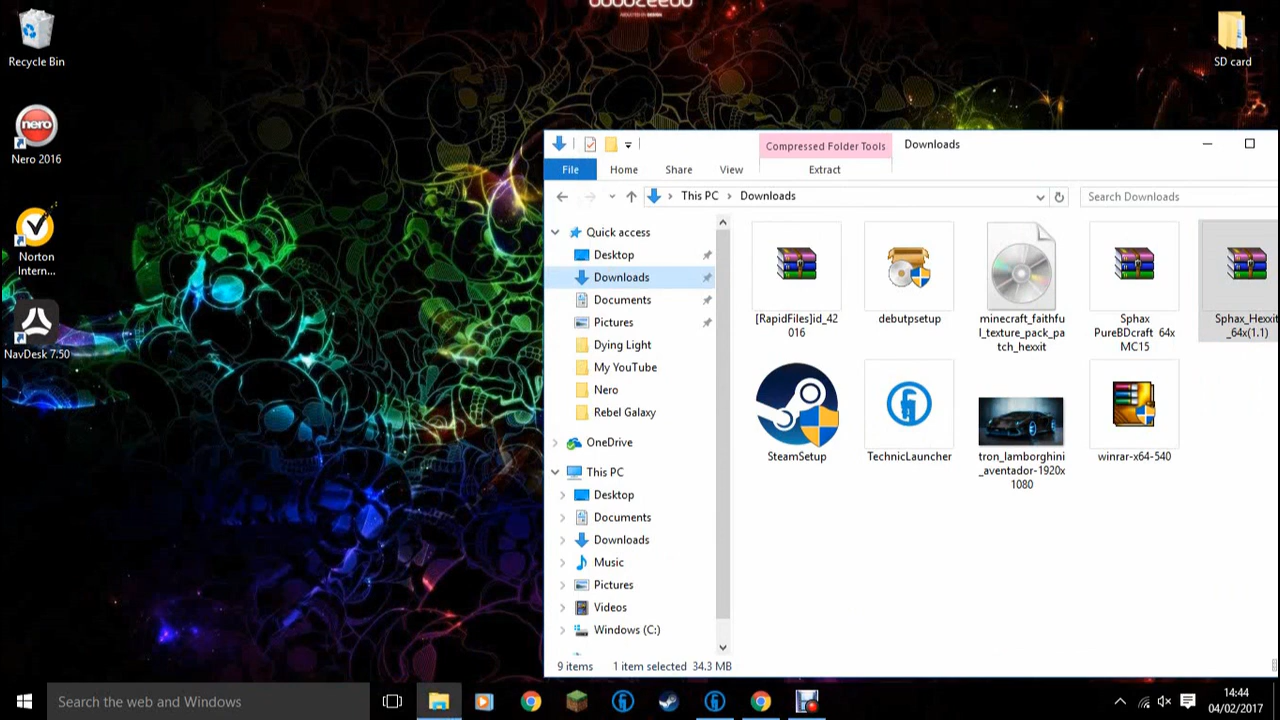 Recycle Bin
SD card
nero
Nero 2016
Norton
Intern...
NavDesk 7.50
Compressed Folder Tools
Downloads
File
Home
Share
View
Extract
This PC
Downloads
Search Downloads
Quick access
Desktop
Downloads
Documents
Pictures
Dying Light
My YouTube
Nero
Rebel Galaxy
OneDrive
This PC
Desktop
Documents
Downloads
Music
Pictures
Videos
Windows (C:)
[RapidFiles]id_42
016
debutpsetup
minecraft_faithfu
l_texture_pack_pa
tch_hexxit
Sphax
PureBDcraft 64x
MC15
Sphax_Hexxit
_64x(1.1)
SteamSetup
TechnicLauncher
tron_lamborghini
_aventador-1920x
1080
winrar-x64-540
9 items
1 item selected 34.3 MB
Search the web and Windows
14:44
04/02/2017